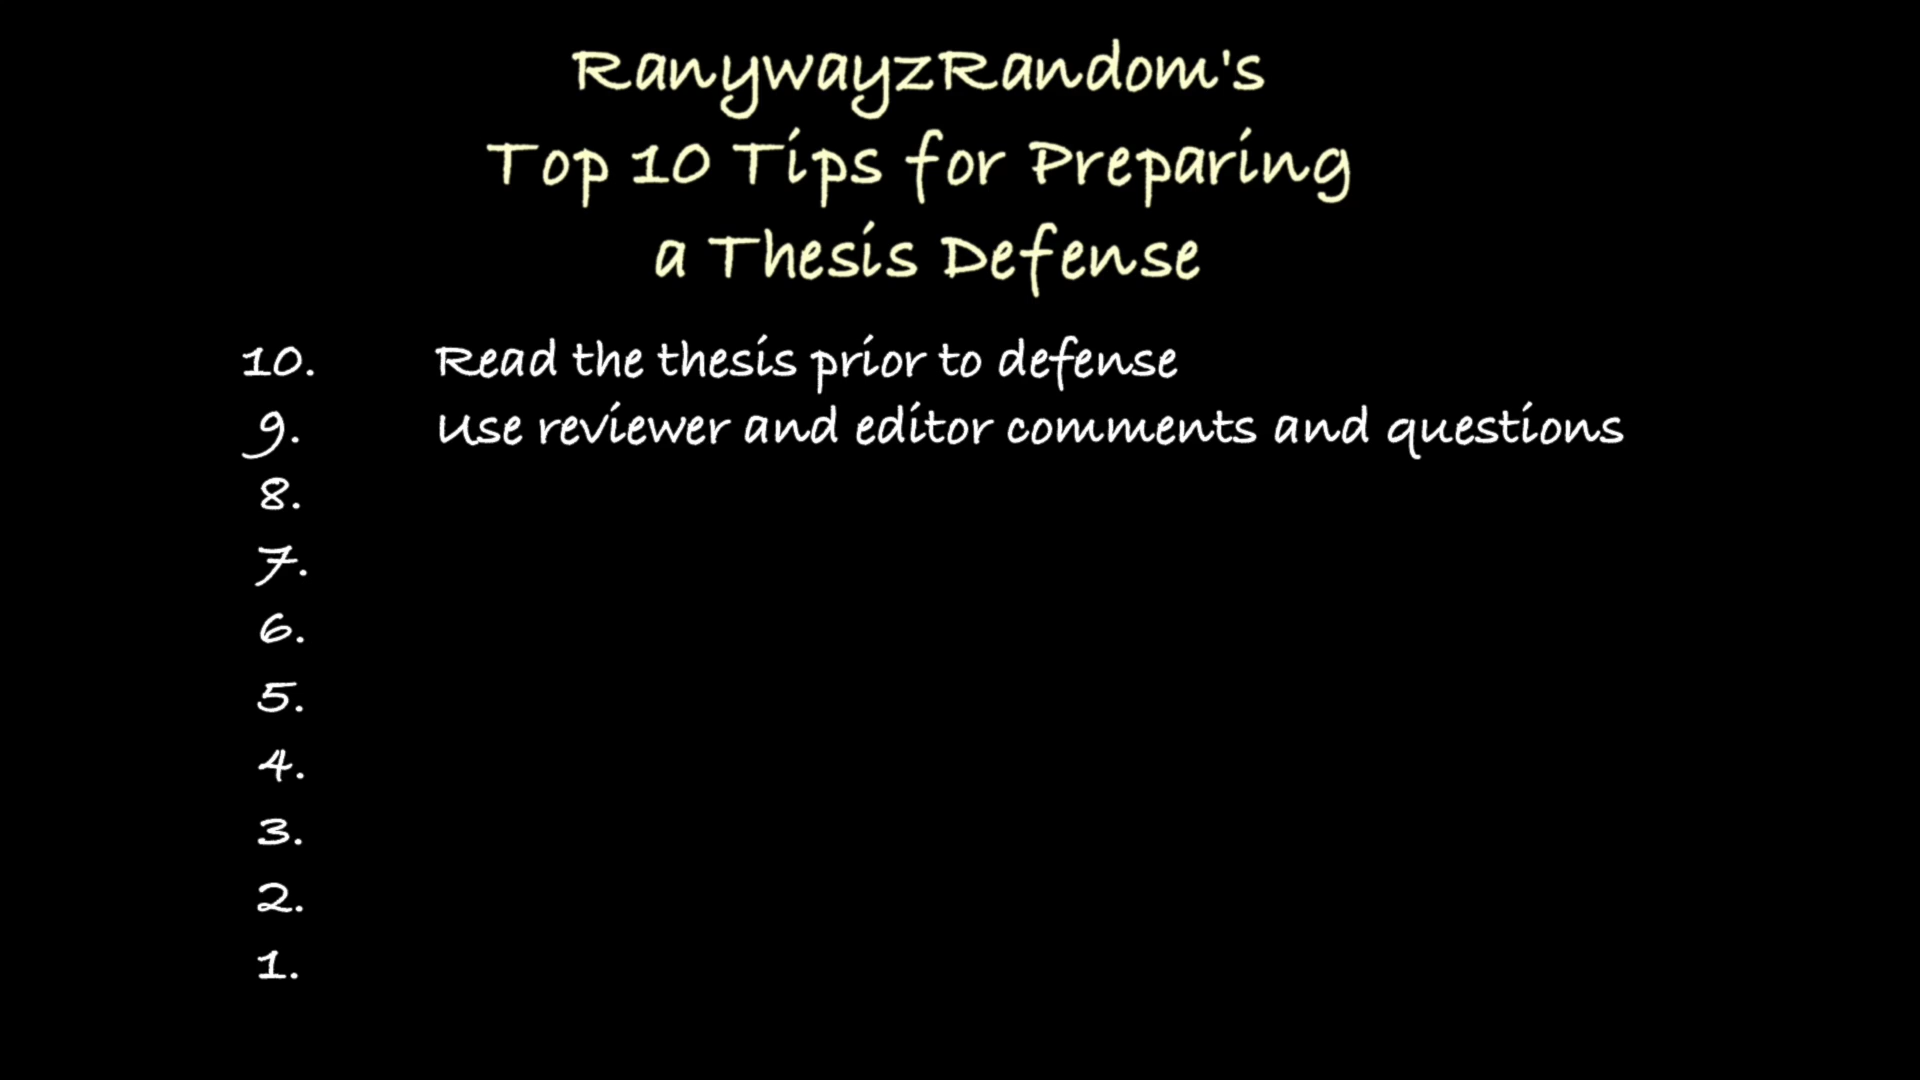 RanywayzRandom's
Top 10 Tips for Preparing
a Thesis Defense
10. Read the thesis prior to defense
9. Use reviewer and editor comments and questions
8.
7.
6.
5.
4.
3.
2.
1.